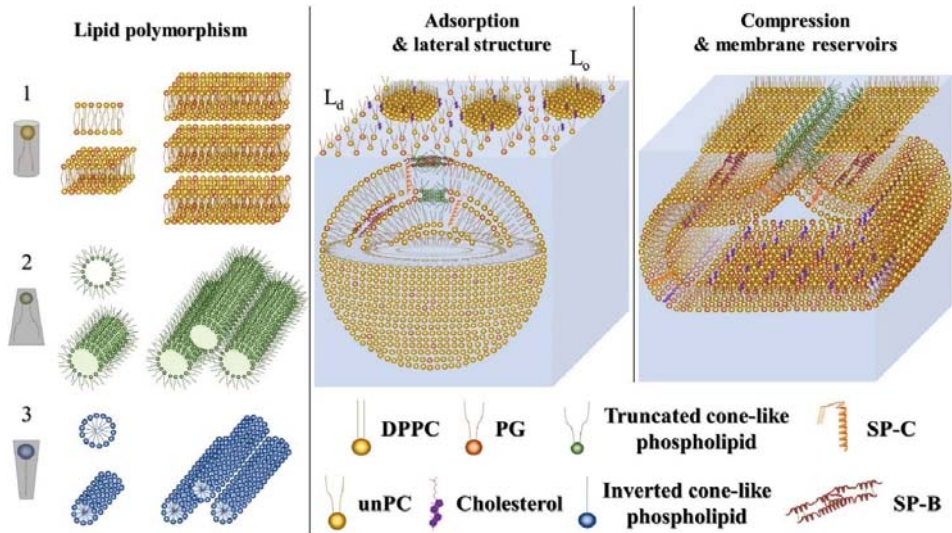 Lipid polymorphism
1
2
3
Adsorption
& lateral structure
Lo
Ld
Compression
& membrane reservoirs
DPPC
PG
Truncated cone-like
phospholipid
SP-C
unPC
Cholesterol
Inverted cone-like
phospholipid
SP-B